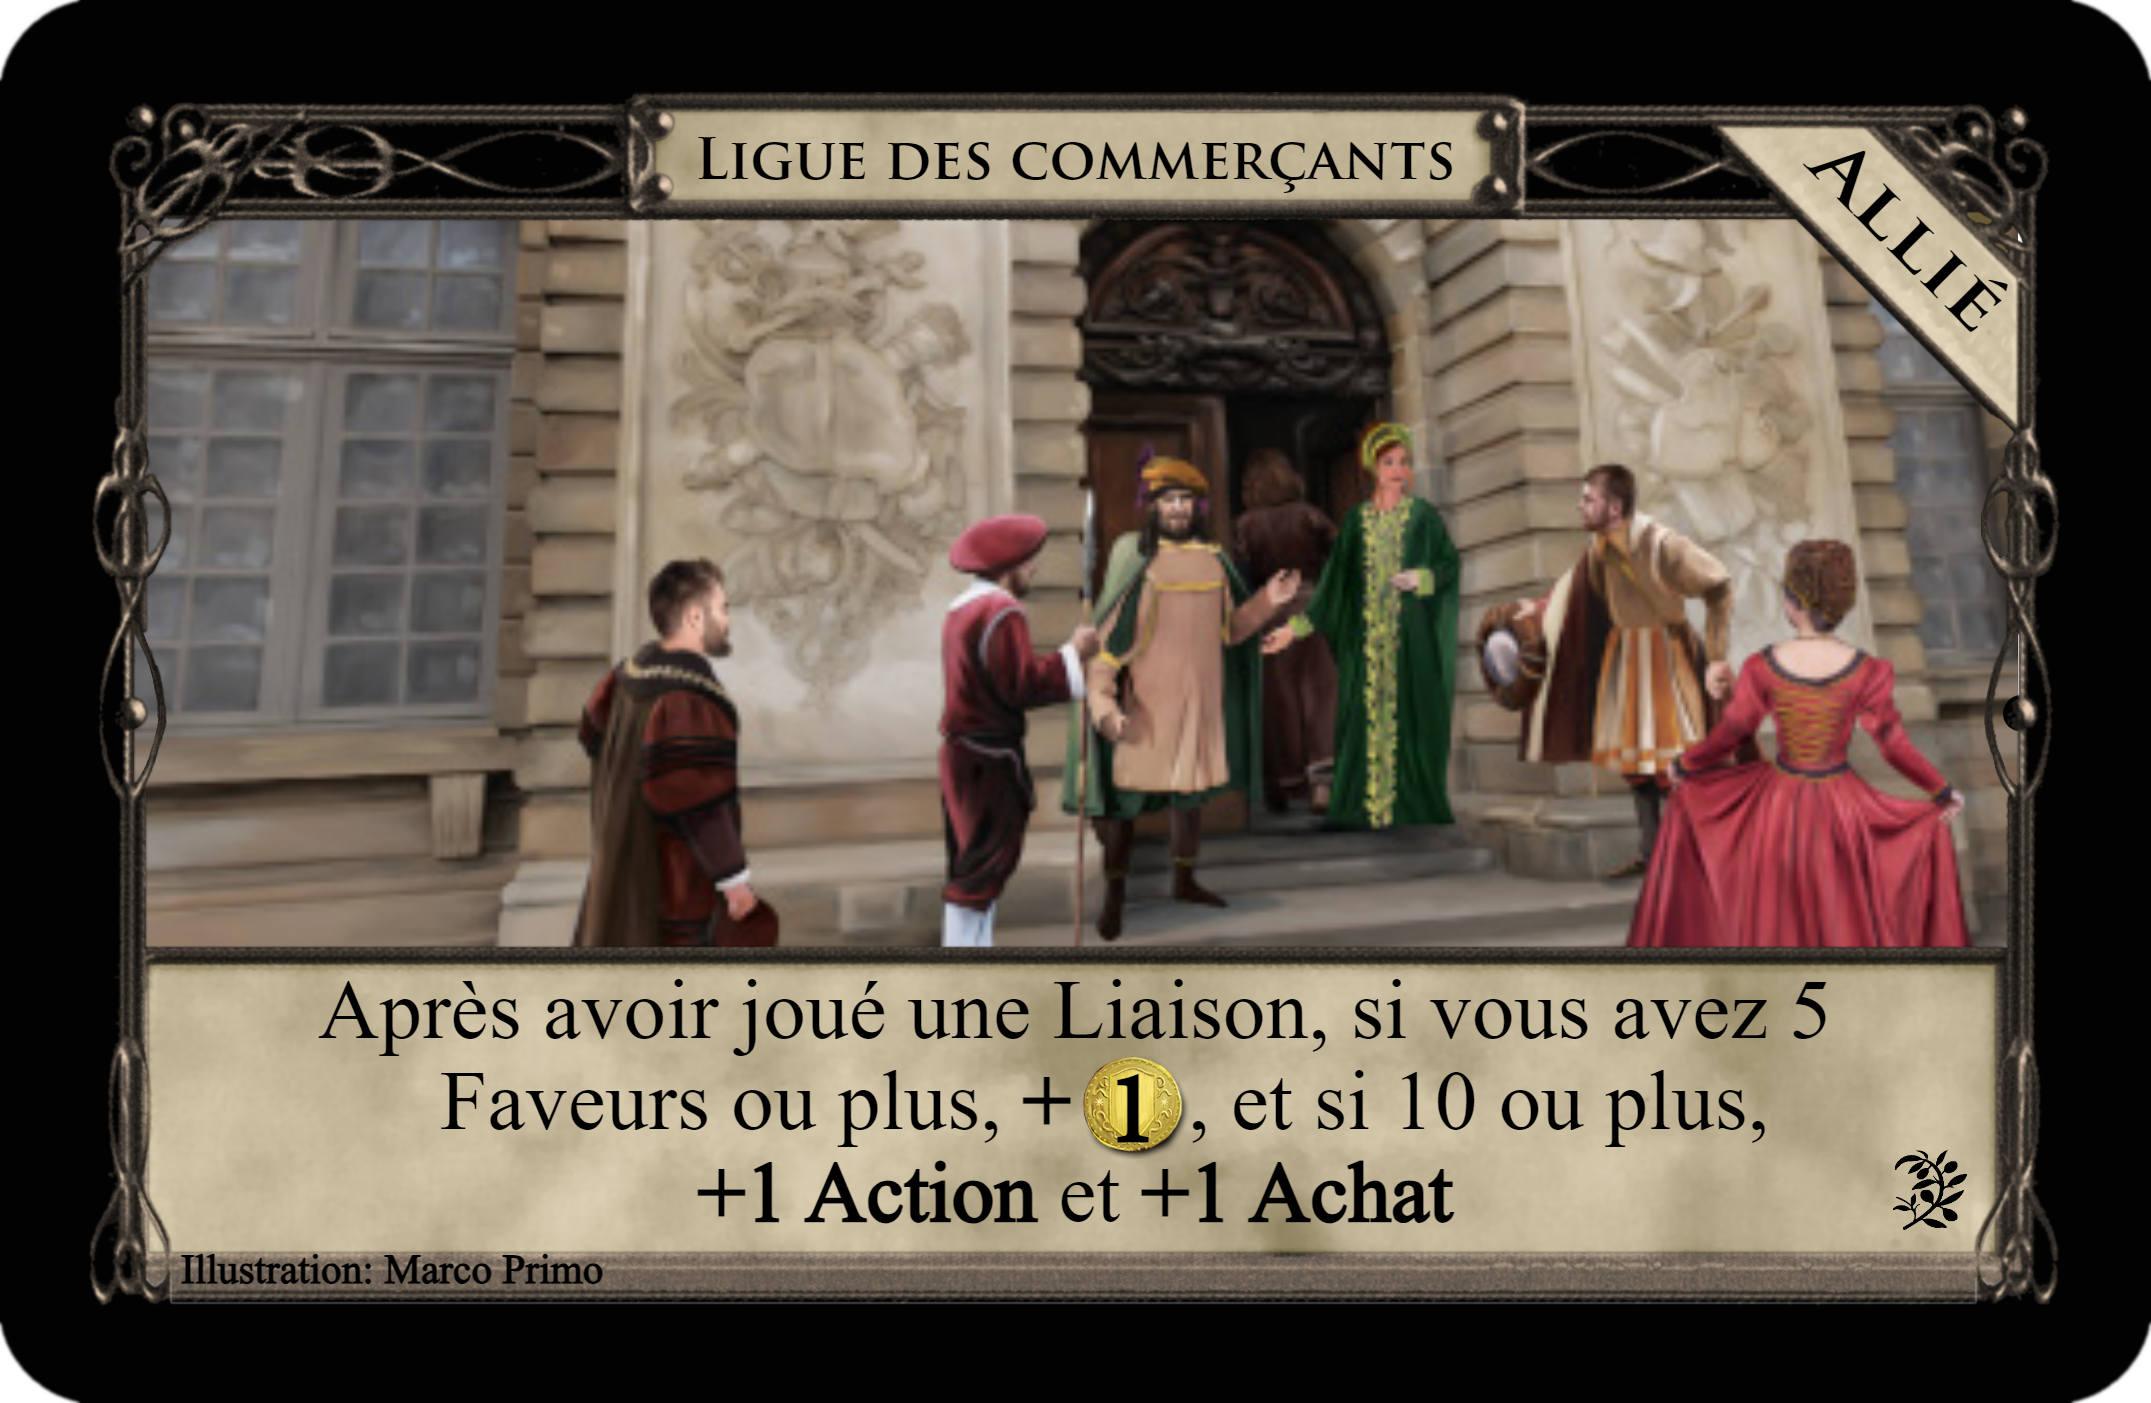 LIGUE DES COMMERÇANTS
ALLIÉ
Après avoir joué une Liaison, si vous avez 5
Faveurs ou plus, +1, et si 10 ou plus,
+1 Action et +1 Achat
Illustration: Marco Primo